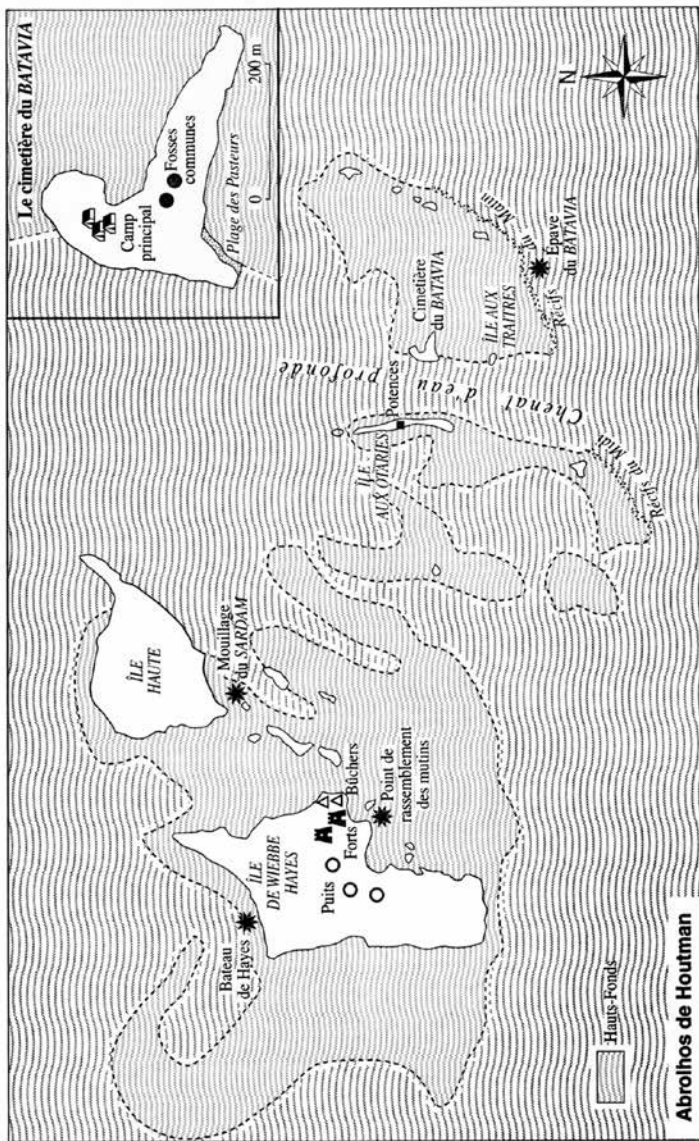 Le cimetière du BATAVIA
Camp
principal
Fosses
communes
Plage des Pasteurs
0
200 m
N
ÎLE
HAUTE
Mouillage
du SARDAM
Bateau
de Hayes
ÎLE
DE WIEBBE
HAYES
Puits
Forts
Bûchers
Point de
rassemblement
des mutins
ÎLE
AUX OTARIES
Potences
Chenal
d'eau
profonde
Cimetière
du BATAVIA
ÎLE AUX
TRAÎTRES
Récifs du Matin
Épave
du BATAVIA
Récifs du Midi
Hauts-Fonds
Abrolhos de Houtman